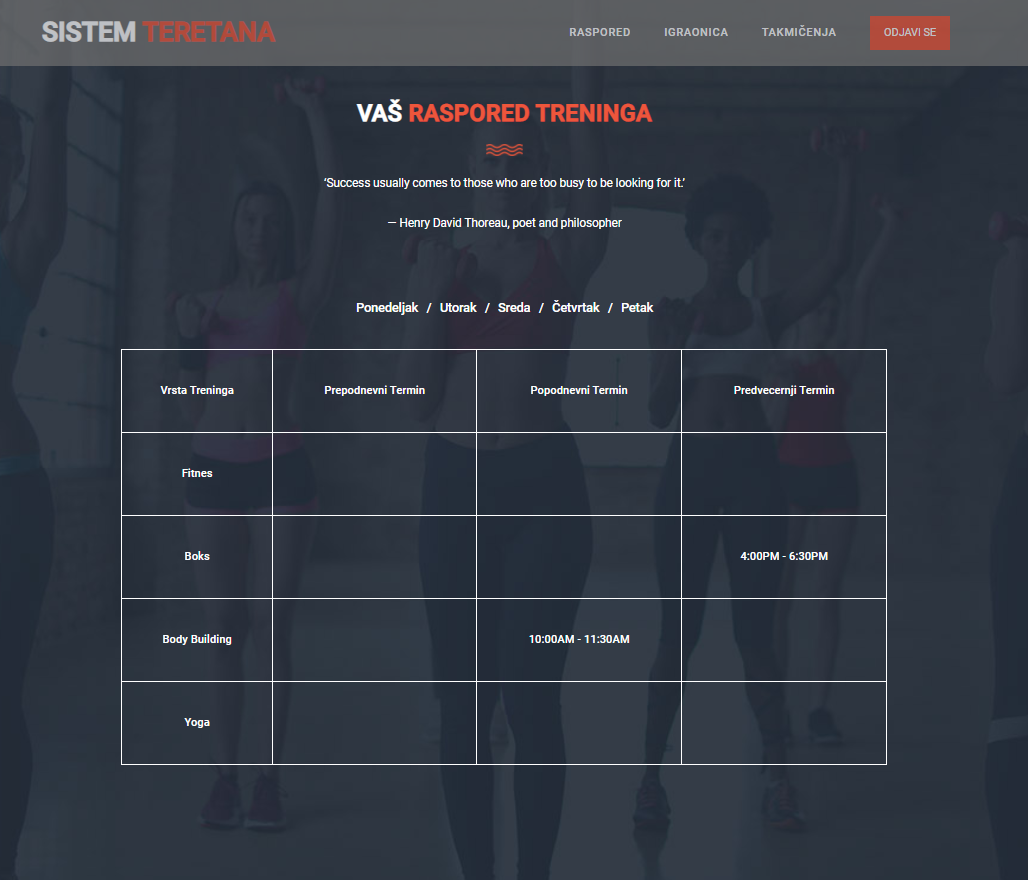 SISTEM TERETANA
RASPORED IGRAONICA TAKMIČENJA ODJAVI SE
VAŠ RASPORED TRENINGA
‘Success usually comes to those who are too busy to be looking for it.’
— Henry David Thoreau, poet and philosopher
Ponedeljak / Utorak / Sreda / Četvrtak / Petak
Vrsta Treninga Prepodnevni Termin Popodnevni Termin Predvecernji Termin
Fitnes
Boks 4:00PM - 6:30PM
Body Building 10:00AM - 11:30AM
Yoga